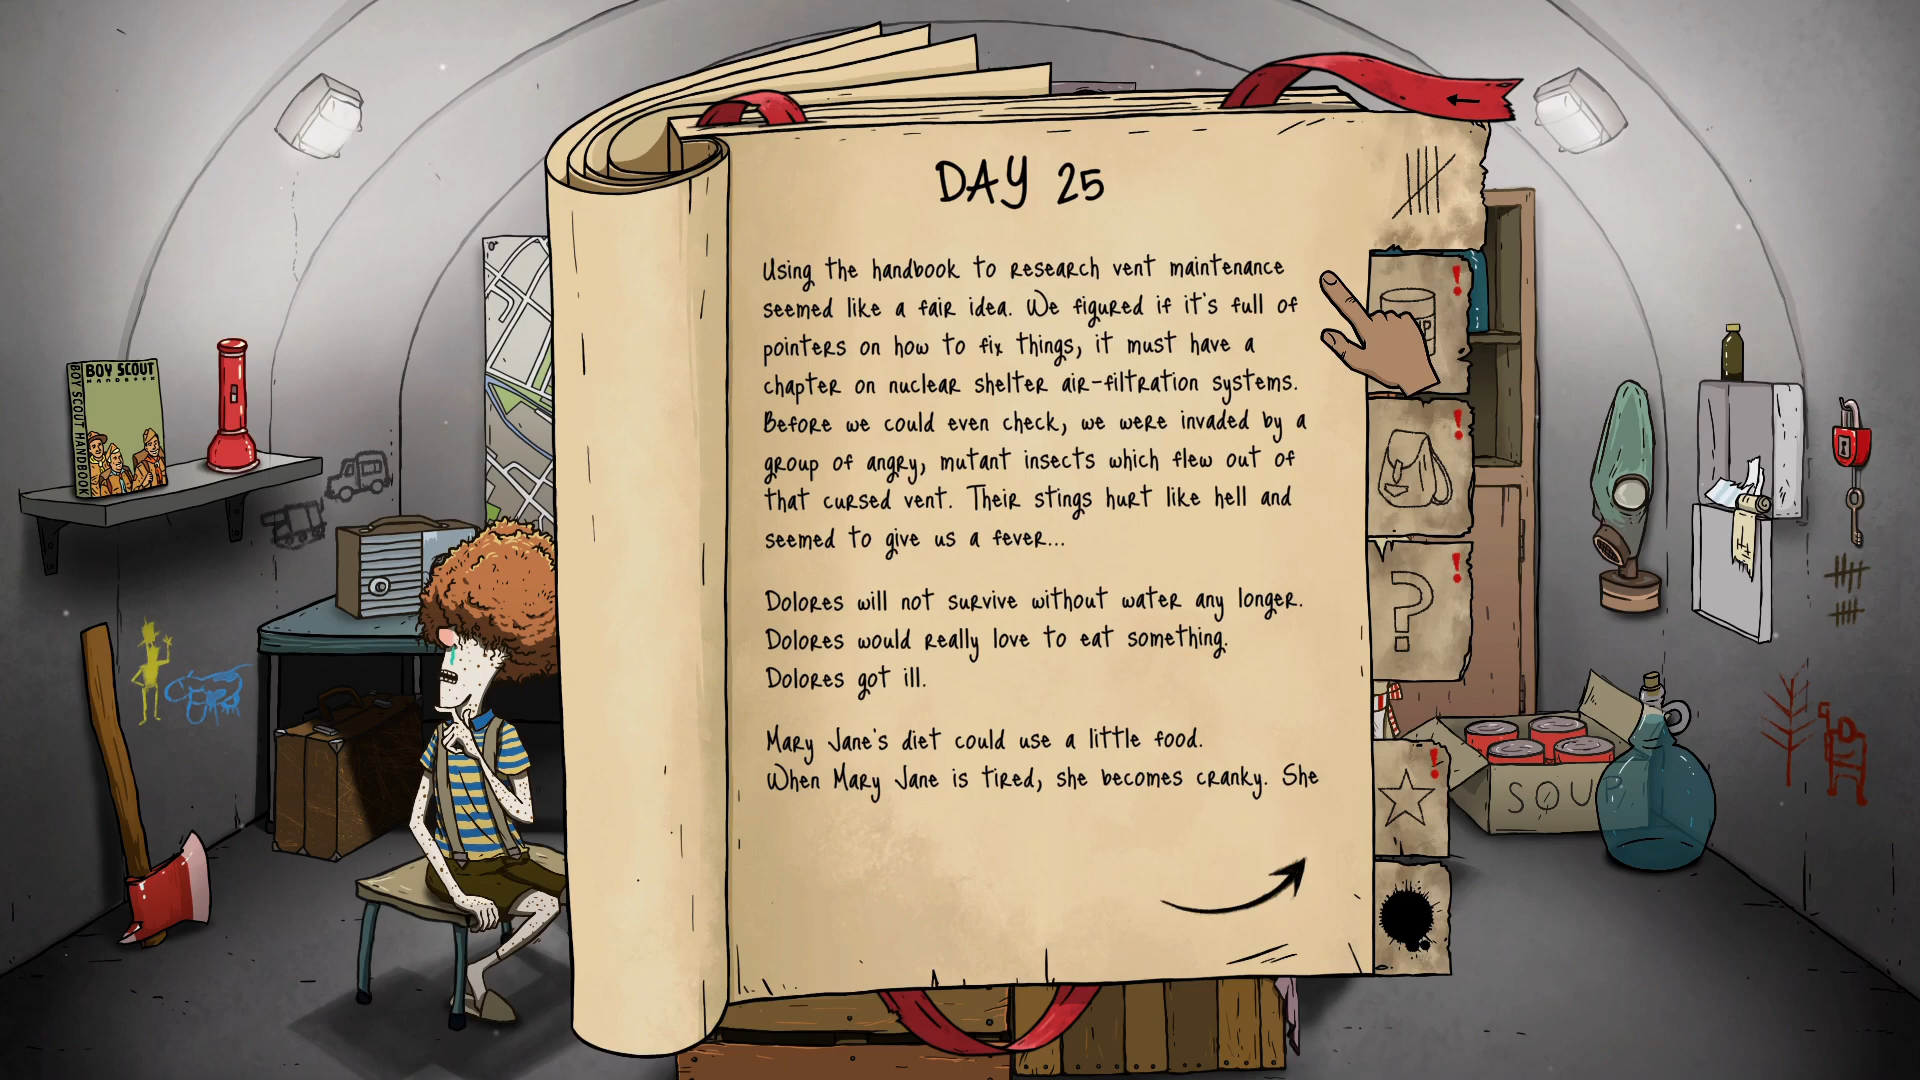 DAY 25
Using the handbook to research vent maintenance
seemed like a fair idea. We figured if it's full of
pointers on how to fix things, it must have a
chapter on nuclear shelter air-filtration systems.
Before we could even check, we were invaded by a
group of angry, mutant insects which flew out of
that cursed vent. Their stings hurt like hell and
seemed to give us a fever...
Dolores will not survive without water any longer.
Dolores would really love to eat something.
Dolores got ill.
Mary Jane's diet could use a little food.
When Mary Jane is tired, she becomes cranky. She
BOY SCOUT
HANDBOOK
BOY SCOUT HANDBOOK
SOUP